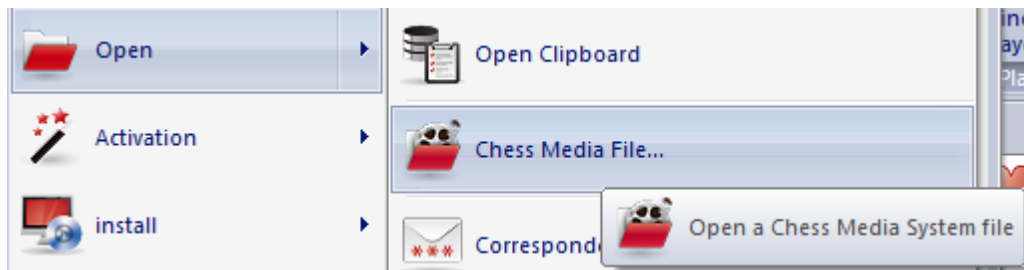 Open
Open Clipboard
Activation
Chess Media File...
install
Open a Chess Media System file